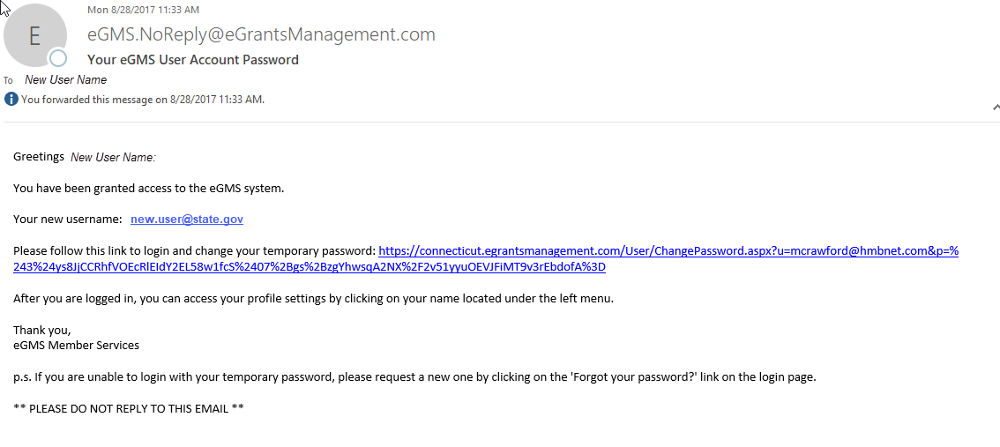 Mon 8/28/2017 11:33 AM
E
eGMS.NoReply@eGrantsManagement.com
Your eGMS User Account Password
To New User Name
i You forwarded this message on 8/28/2017 11:33 AM.
Greetings New User Name:
You have been granted access to the eGMS system.
Your new username: new.user@state.gov
Please follow this link to login and change your temporary password: https://connecticut.egrantsmanagement.com/User/ChangePassword.aspx?u=mcrawford@hmbnet.com&p=%
243%24ys8JjCCRhfVOEcRlEIdY2EL58w1fcS%2407%2Bgs%2BzgYhwsqA2NX%2F2v51yyuOEVJFiMT9v3rEbdofA%3D
After you are logged in, you can access your profile settings by clicking on your name located under the left menu.
Thank you,
eGMS Member Services
p.s. If you are unable to login with your temporary password, please request a new one by clicking on the 'Forgot your password?' link on the login page.
** PLEASE DO NOT REPLY TO THIS EMAIL **